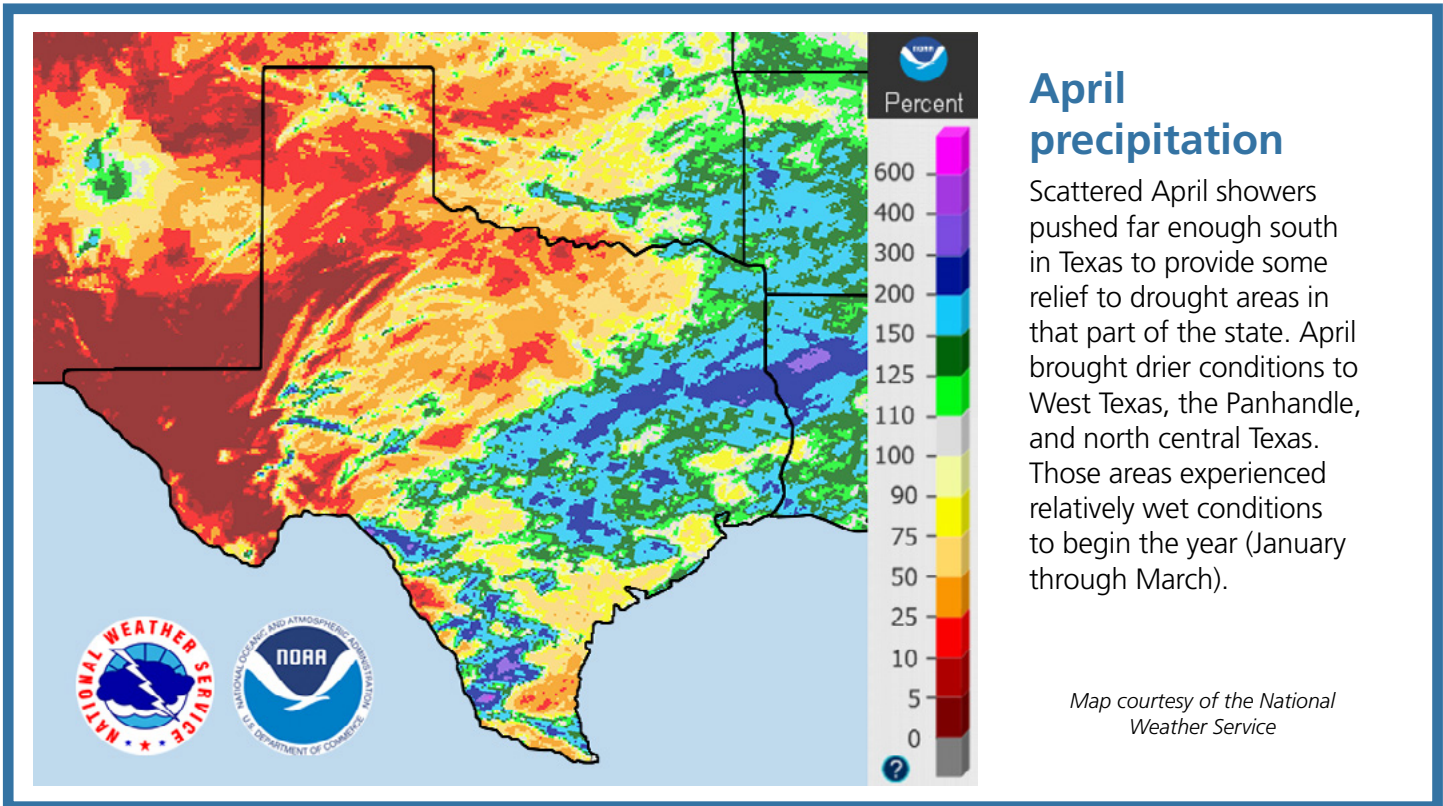 Percent
600
400
300
200
150
125
110
100
90
75
50
25
10
5
0
?
NOAA
NATIONAL WEATHER SERVICE
NATIONAL OCEANIC AND ATMOSPHERIC ADMINISTRATION
NOAA
U.S. DEPARTMENT OF COMMERCE
April
precipitation
Scattered April showers
pushed far enough south
in Texas to provide some
relief to drought areas in
that part of the state. April
brought drier conditions to
West Texas, the Panhandle,
and north central Texas.
Those areas experienced
relatively wet conditions
to begin the year (January
through March).
Map courtesy of the National
Weather Service